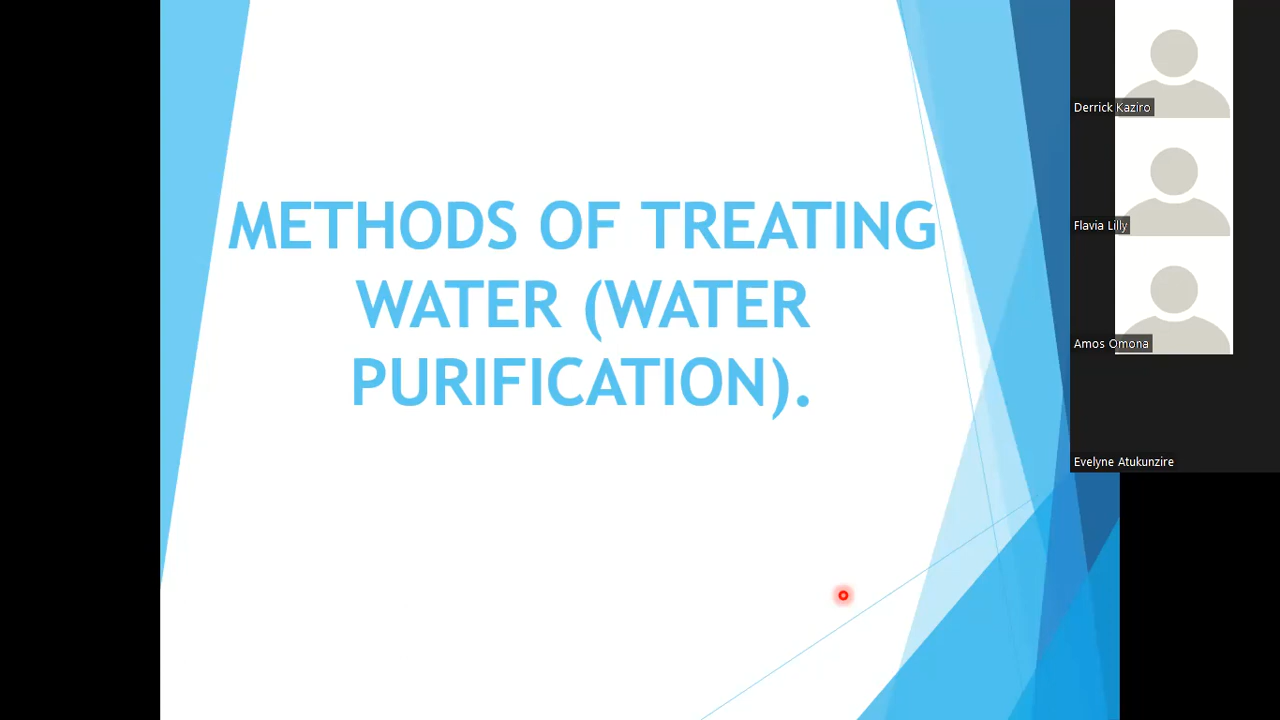 METHODS OF TREATING
WATER (WATER
PURIFICATION).
Derrick Kaziro
Flavia Lilly
Amos Omona
Evelyne Atukunzire